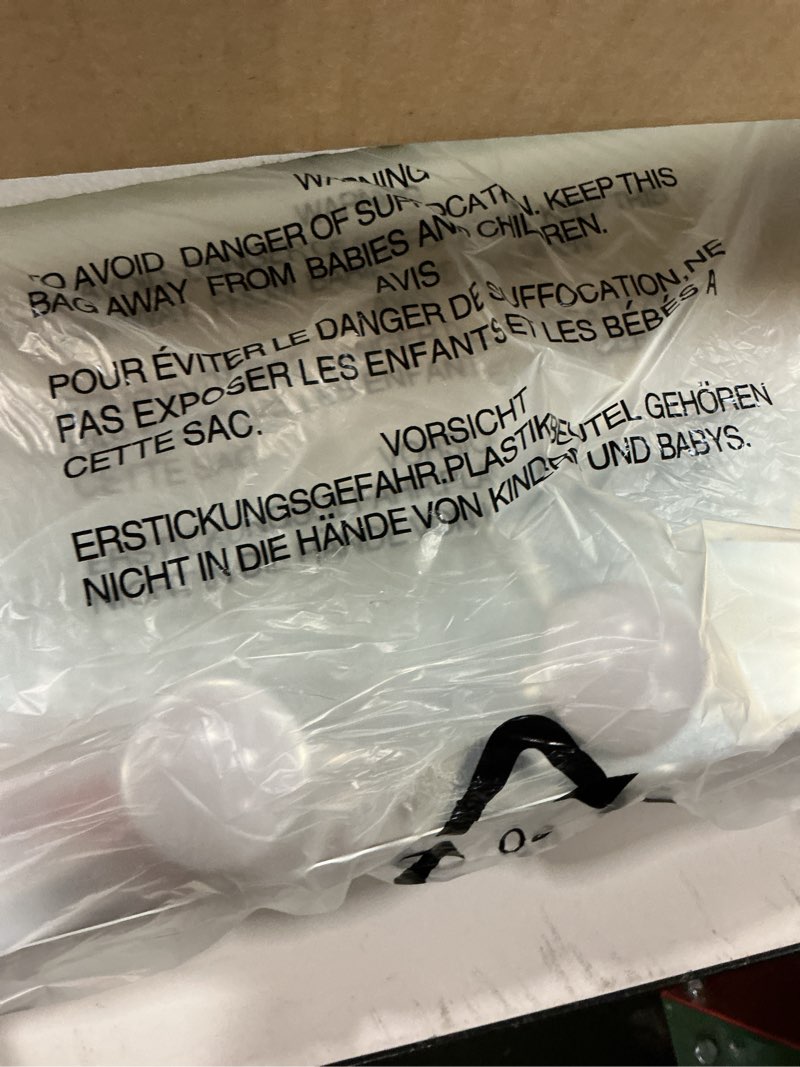 WARNING
TO AVOID DANGER OF SUFFOCATION. KEEP THIS
BAG AWAY FROM BABIES AND CHILDREN.
AVIS
POUR ÉVITER LE DANGER DE SUFFOCATION, NE
PAS EXPOSER LES ENFANTS ET LES BÉBÉS A
CETTE SAC.
VORSICHT
ERSTICKUNGSGEFAHR.PLASTIKBEUTEL GEHÖREN
NICHT IN DIE HÄNDE VON KINDER UND BABYS.